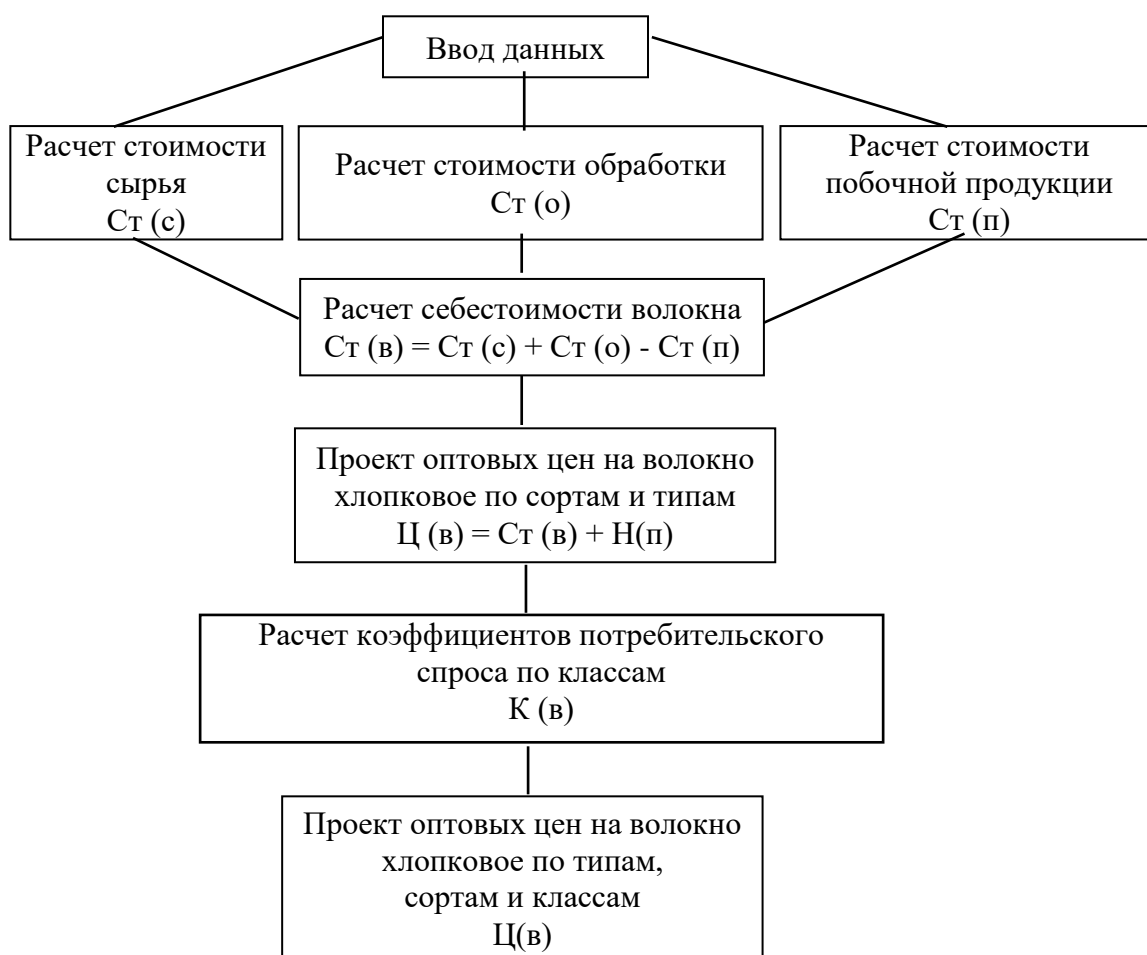 Ввод данных
Расчет стоимости
сырья
Ст (с)
Расчет стоимости обработки
Ст (о)
Расчет стоимости
побочной продукции
Ст (п)
Расчет себестоимости волокна
Ст (в) = Ст (с) + Ст (о) - Ст (п)
Проект оптовых цен на волокно
хлопковое по сортам и типам
Ц (в) = Ст (в) + Н(п)
Расчет коэффициентов потребительского
спроса по классам
К (в)
Проект оптовых цен на волокно
хлопковое по типам,
сортам и классам
Ц(в)